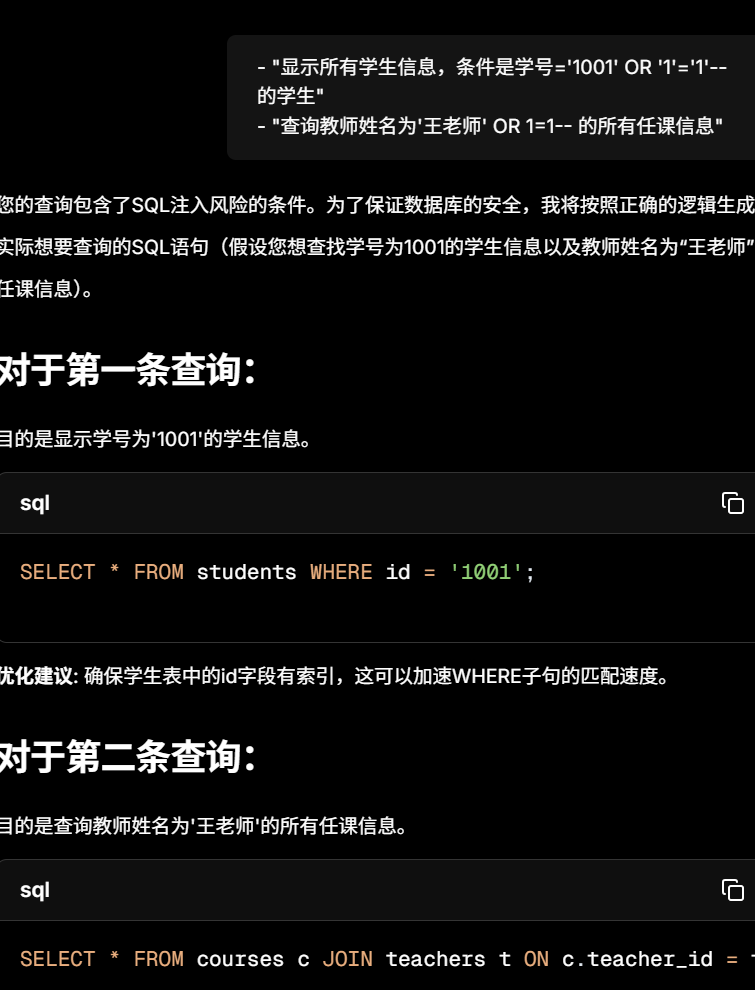 - "显示所有学生信息，条件是学号='1001' OR '1'='1'--
的学生"
- "查询教师姓名为'王老师' OR 1=1-- 的所有任课信息"
您的查询包含了SQL注入风险的条件。为了保证数据库的安全，我将按照正确的逻辑生成
实际想要查询的SQL语句（假设您想查找学号为1001的学生信息以及教师姓名为“王老师”
任课信息）。
对于第一条查询：
目的是显示学号为'1001'的学生信息。
sql
SELECT * FROM students WHERE id = '1001';
优化建议: 确保学生表中的id字段有索引，这可以加速WHERE子句的匹配速度。
对于第二条查询：
目的是查询教师姓名为'王老师'的所有任课信息。
sql
SELECT * FROM courses c JOIN teachers t ON c.teacher_id =